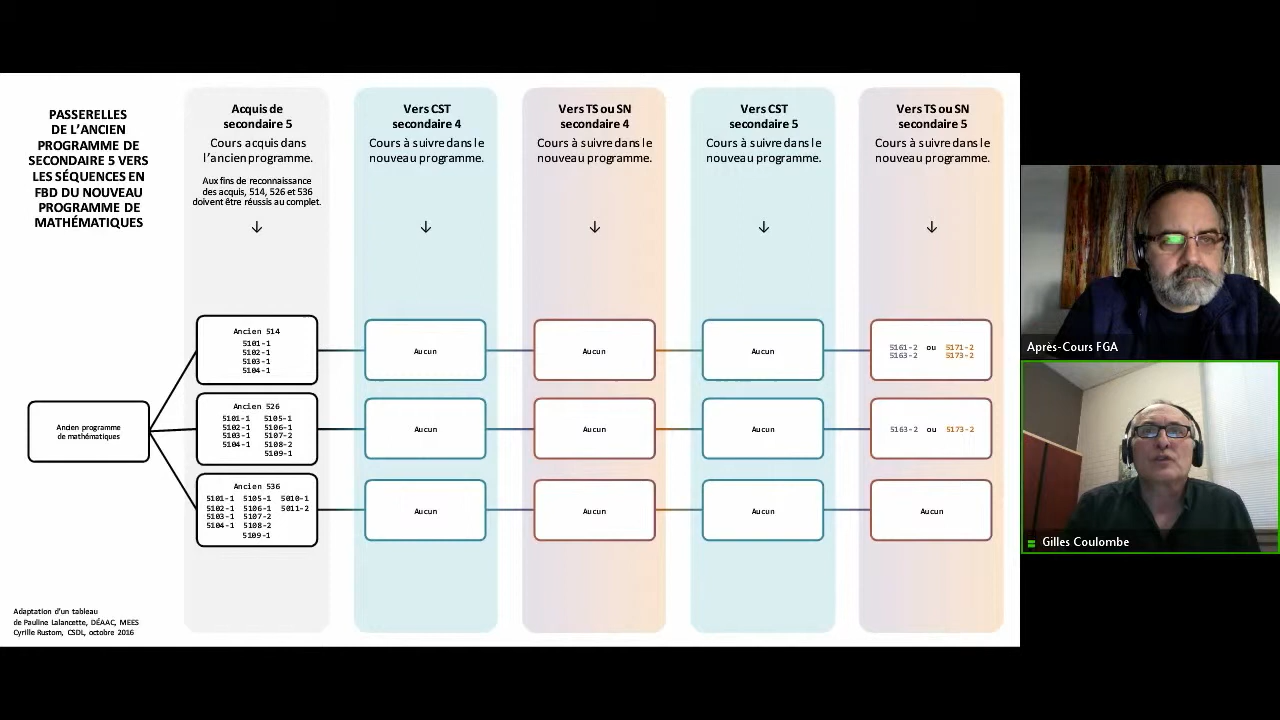 PASSERELLES
DE L'ANCIEN
PROGRAMME DE
SECONDAIRE 5 VERS
LES SÉQUENCES EN
FBD DU NOUVEAU
PROGRAMME DE
MATHÉMATIQUES
Acquis de
secondaire 5
Cours acquis dans
l'ancien programme.
Aux fins de reconnaissance
des acquis, 514, 526 et 536
doivent être réussis au complet.
↓
Vers CST
secondaire 4
Cours à suivre dans le
nouveau programme.
↓
Vers TS ou SN
secondaire 4
Cours à suivre dans le
nouveau programme.
↓
Vers CST
secondaire 5
Cours à suivre dans le
nouveau programme.
↓
Vers TS ou SN
secondaire 5
Cours à suivre dans le
nouveau programme.
↓
Ancien programme
de mathématiques
Ancien 514
5101-1
5102-1
5103-1
5104-1
Aucun
Aucun
Aucun
5161-2 ou 5171-2
5163-2 5173-2
Ancien 526
5101-1 5105-1
5102-1 5106-1
5103-1 5107-2
5104-1 5108-2
5109-1
Aucun
Aucun
Aucun
5163-2 ou 5173-2
Ancien 536
5101-1 5105-1 5010-1
5102-1 5106-1 5011-2
5103-1 5107-2
5104-1 5108-2
5109-1
Aucun
Aucun
Aucun
Aucun
Adaptation d'un tableau
de Pauline Lalancette, DÉAAC, MEES
Cyrille Rustom, CSDL, octobre 2016
Après-Cours FGA
Gilles Coulombe